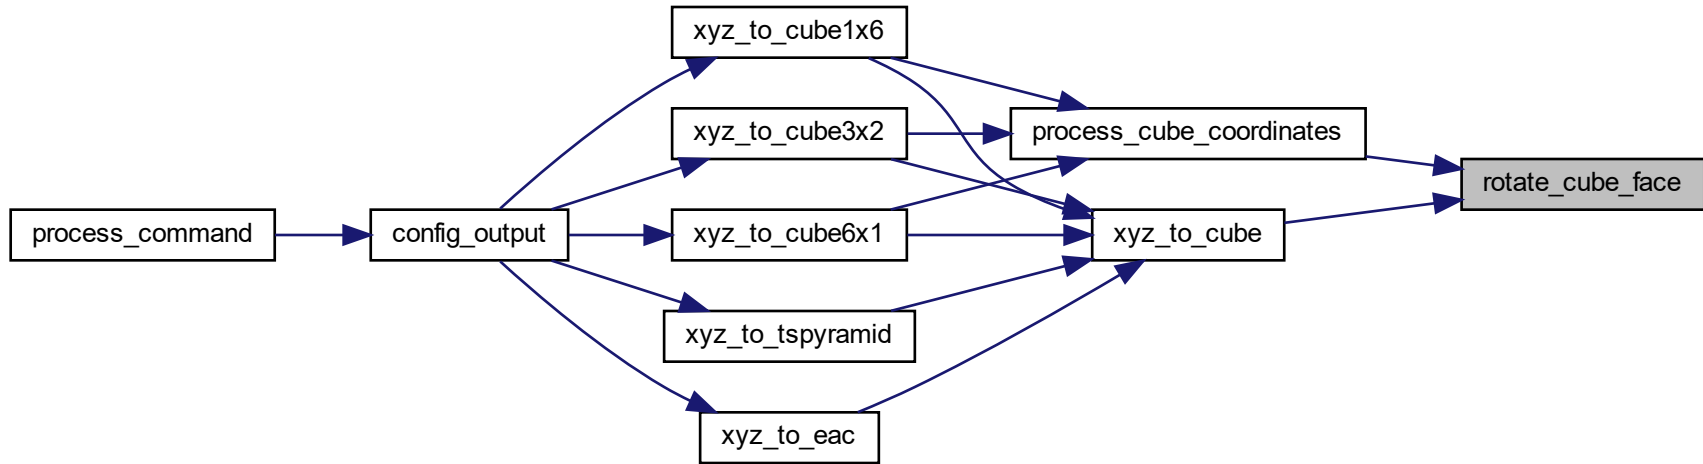 xyz_to_cube1x6
xyz_to_cube3x2
process_cube_coordinates
rotate_cube_face
process_command
config_output
xyz_to_cube6x1
xyz_to_cube
xyz_to_tspyramid
xyz_to_eac